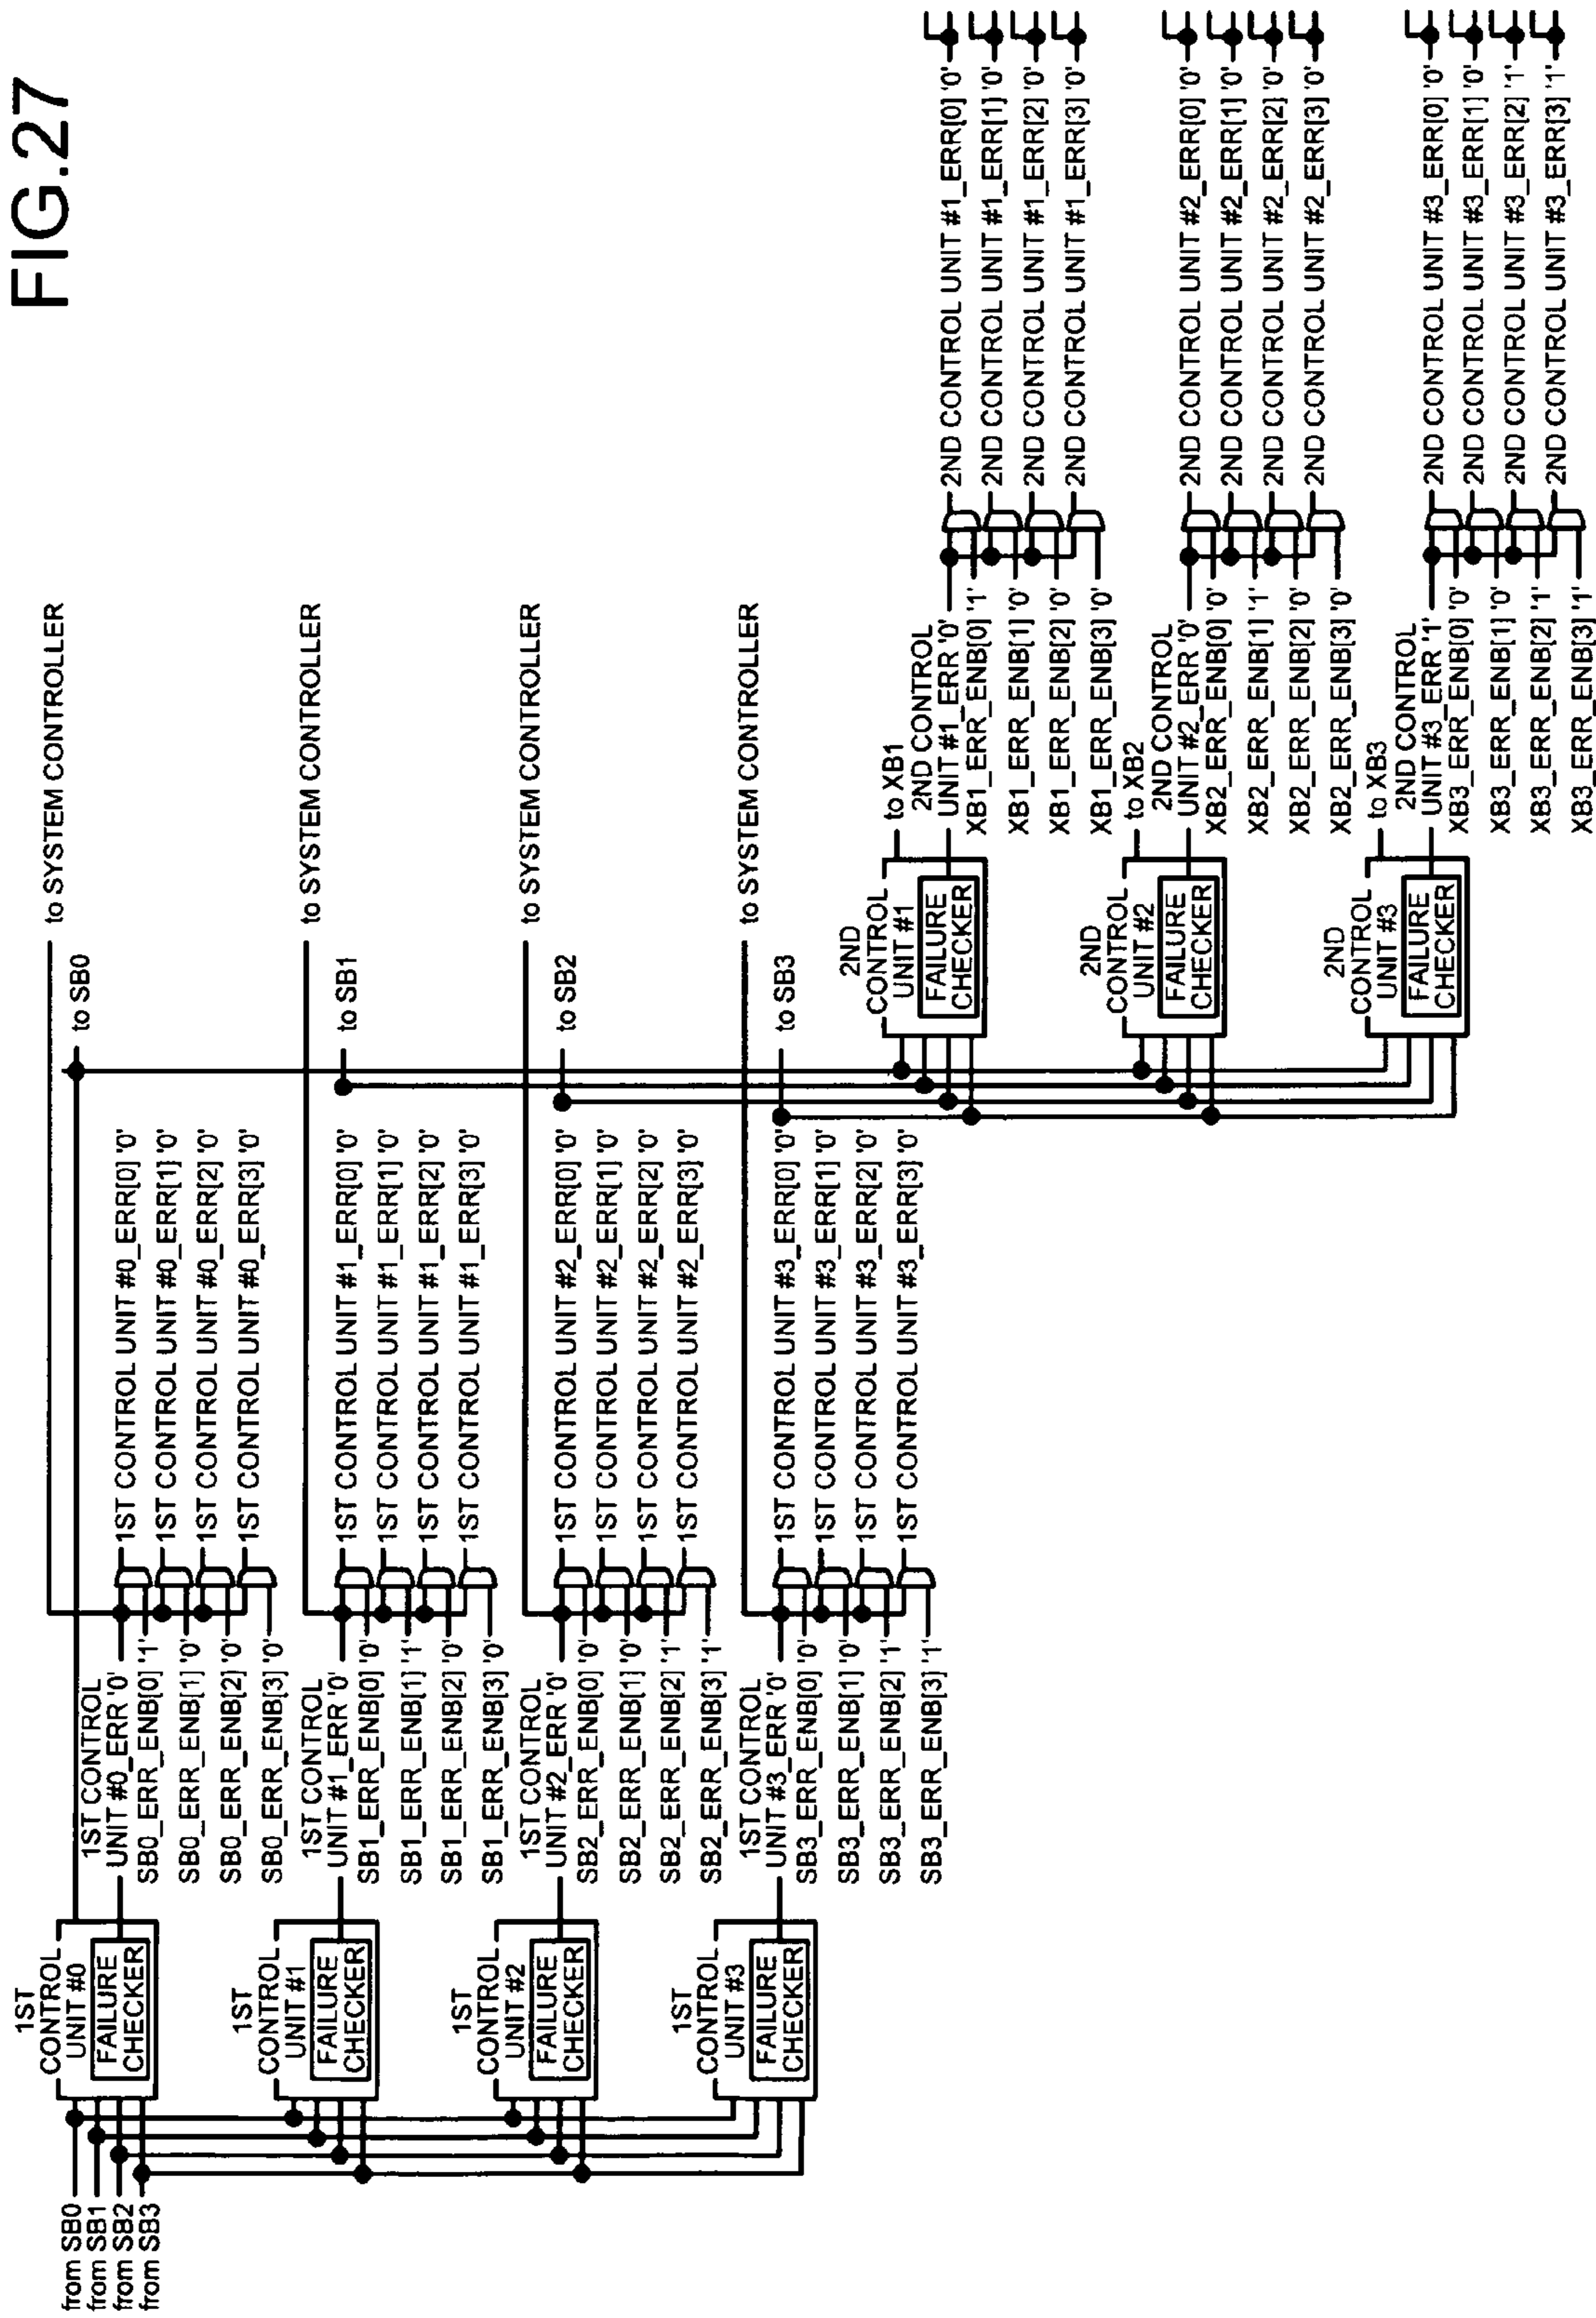 FIG.27
from SB0
from SB1
from SB2
from SB3
1ST
CONTROL
UNIT #0
FAILURE
CHECKER
1ST CONTROL
UNIT #0_ERR '0'
SB0_ERR_ENB[0] '1'
SB0_ERR_ENB[1] '0'
SB0_ERR_ENB[2] '0'
SB0_ERR_ENB[3] '0'
1ST CONTROL UNIT #0_ERR[0] '0'
1ST CONTROL UNIT #0_ERR[1] '0'
1ST CONTROL UNIT #0_ERR[2] '0'
1ST CONTROL UNIT #0_ERR[3] '0'
to SYSTEM CONTROLLER
to SB0
1ST
CONTROL
UNIT #1
FAILURE
CHECKER
1ST CONTROL
UNIT #1_ERR '0'
SB1_ERR_ENB[0] '0'
SB1_ERR_ENB[1] '1'
SB1_ERR_ENB[2] '0'
SB1_ERR_ENB[3] '0'
1ST CONTROL UNIT #1_ERR[0] '0'
1ST CONTROL UNIT #1_ERR[1] '0'
1ST CONTROL UNIT #1_ERR[2] '0'
1ST CONTROL UNIT #1_ERR[3] '0'
to SYSTEM CONTROLLER
to SB1
1ST
CONTROL
UNIT #2
FAILURE
CHECKER
1ST CONTROL
UNIT #2_ERR '0'
SB2_ERR_ENB[0] '0'
SB2_ERR_ENB[1] '0'
SB2_ERR_ENB[2] '1'
SB2_ERR_ENB[3] '1'
1ST CONTROL UNIT #2_ERR[0] '0'
1ST CONTROL UNIT #2_ERR[1] '0'
1ST CONTROL UNIT #2_ERR[2] '0'
1ST CONTROL UNIT #2_ERR[3] '0'
to SYSTEM CONTROLLER
to SB2
1ST
CONTROL
UNIT #3
FAILURE
CHECKER
1ST CONTROL
UNIT #3_ERR '0'
SB3_ERR_ENB[0] '0'
SB3_ERR_ENB[1] '0'
SB3_ERR_ENB[2] '1'
SB3_ERR_ENB[3] '1'
1ST CONTROL UNIT #3_ERR[0] '0'
1ST CONTROL UNIT #3_ERR[1] '0'
1ST CONTROL UNIT #3_ERR[2] '0'
1ST CONTROL UNIT #3_ERR[3] '0'
to SYSTEM CONTROLLER
to SB3
2ND
CONTROL
UNIT #1
FAILURE
CHECKER
to XB1
2ND CONTROL
UNIT #1_ERR '0'
XB1_ERR_ENB[0] '1'
XB1_ERR_ENB[1] '0'
XB1_ERR_ENB[2] '0'
XB1_ERR_ENB[3] '0'
2ND CONTROL UNIT #1_ERR[0] '0'
2ND CONTROL UNIT #1_ERR[1] '0'
2ND CONTROL UNIT #1_ERR[2] '0'
2ND CONTROL UNIT #1_ERR[3] '0'
2ND
CONTROL
UNIT #2
FAILURE
CHECKER
to XB2
2ND CONTROL
UNIT #2_ERR '0'
XB2_ERR_ENB[0] '0'
XB2_ERR_ENB[1] '1'
XB2_ERR_ENB[2] '0'
XB2_ERR_ENB[3] '0'
2ND CONTROL UNIT #2_ERR[0] '0'
2ND CONTROL UNIT #2_ERR[1] '0'
2ND CONTROL UNIT #2_ERR[2] '0'
2ND CONTROL UNIT #2_ERR[3] '0'
2ND
CONTROL
UNIT #3
FAILURE
CHECKER
to XB3
2ND CONTROL
UNIT #3_ERR '1'
XB3_ERR_ENB[0] '0'
XB3_ERR_ENB[1] '0'
XB3_ERR_ENB[2] '1'
XB3_ERR_ENB[3] '1'
2ND CONTROL UNIT #3_ERR[0] '0'
2ND CONTROL UNIT #3_ERR[1] '0'
2ND CONTROL UNIT #3_ERR[2] '1'
2ND CONTROL UNIT #3_ERR[3] '1'